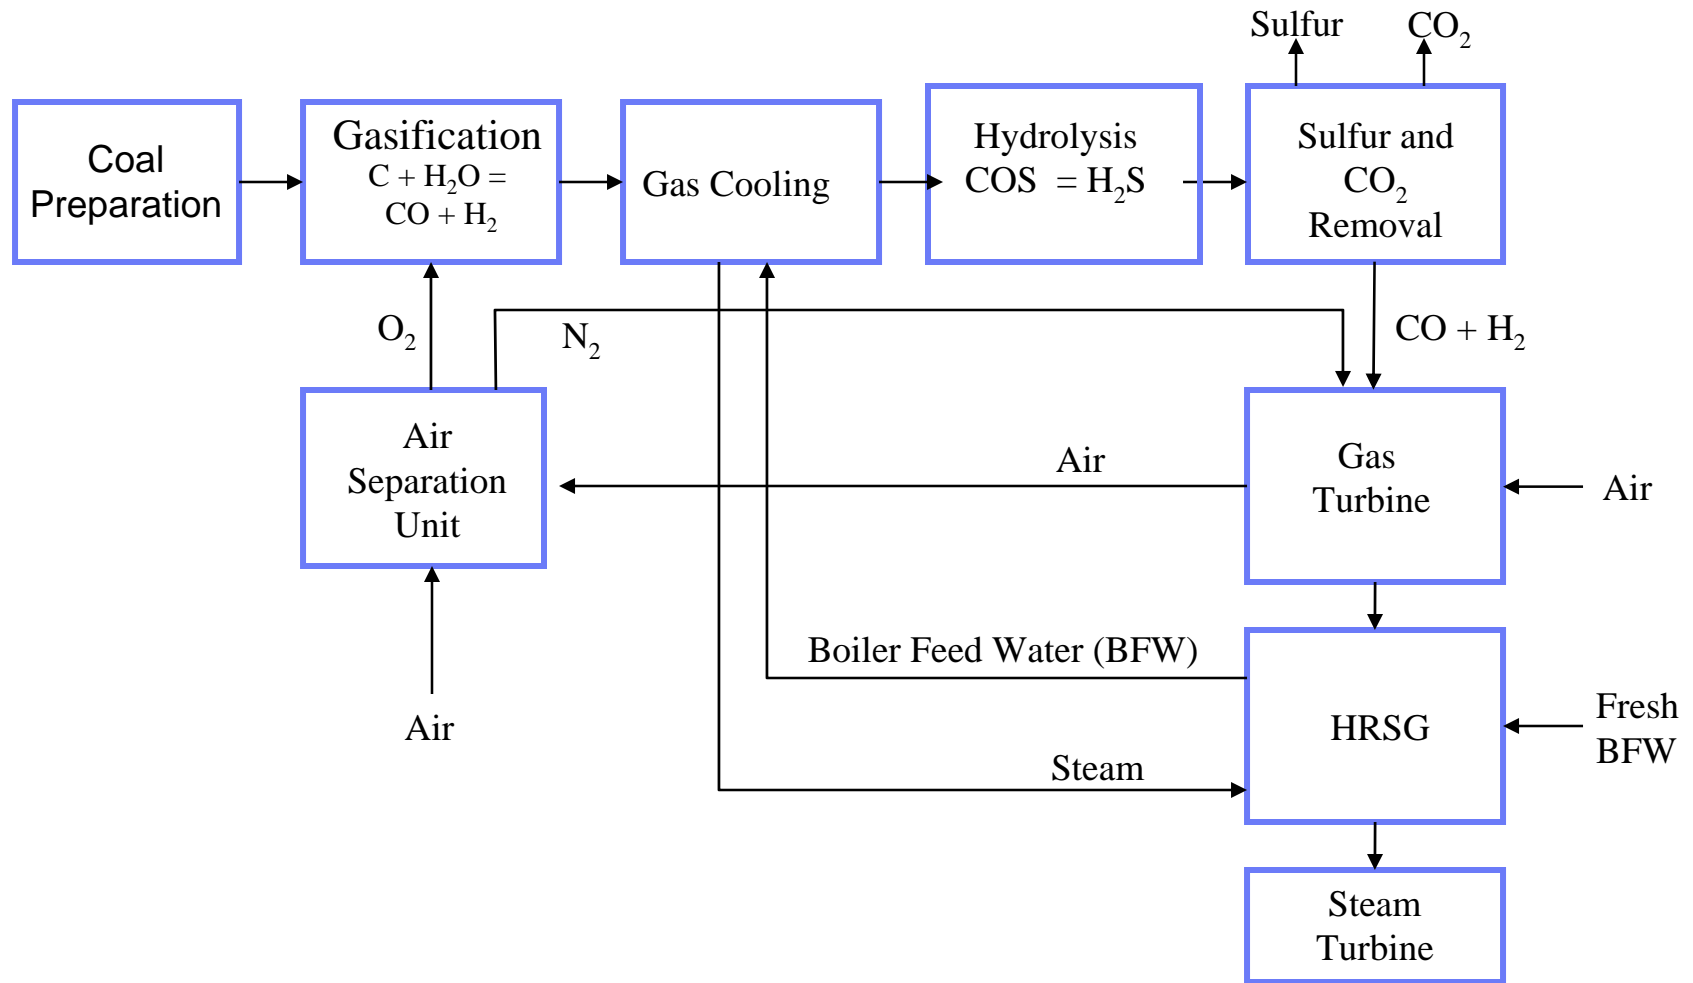 Sulfur
CO₂
Coal
Preparation
Gasification
C + H₂O =
CO + H₂
Gas Cooling
Hydrolysis
COS = H₂S
Sulfur and
CO₂
Removal
O₂
N₂
CO + H₂
Air
Separation
Unit
Air
Gas
Turbine
Air
Air
Boiler Feed Water (BFW)
HRSG
Fresh
BFW
Steam
Steam
Turbine